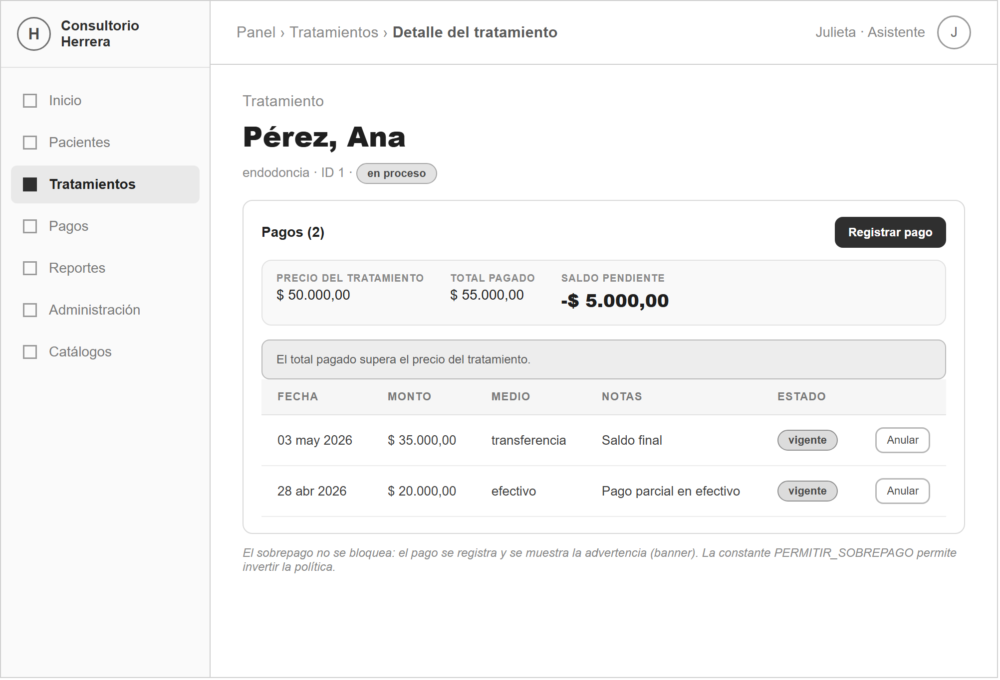 H
Consultorio
Herrera
Inicio
Pacientes
Tratamientos
Pagos
Reportes
Administración
Catálogos
Panel › Tratamientos › Detalle del tratamiento
Julieta · Asistente
J
Tratamiento
Pérez, Ana
endodoncia · ID 1 · en proceso
Pagos (2)
Registrar pago
PRECIO DEL TRATAMIENTO TOTAL PAGADO SALDO PENDIENTE
$ 50.000,00 $ 55.000,00 -$ 5.000,00
El total pagado supera el precio del tratamiento.
FECHA MONTO MEDIO NOTAS ESTADO
03 may 2026 $ 35.000,00 transferencia Saldo final vigente Anular
28 abr 2026 $ 20.000,00 efectivo Pago parcial en efectivo vigente Anular
El sobrepago no se bloquea: el pago se registra y se muestra la advertencia (banner). La constante PERMITIR_SOBREPAGO permite
invertir la política.